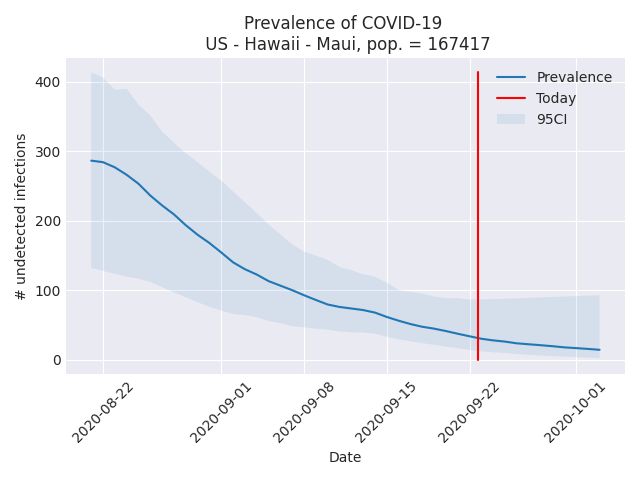 Prevalence of COVID-19
US - Hawaii - Maui, pop. = 167417
Prevalence
Today
95CI
# undetected infections
400
300
200
100
0
2020-08-22
2020-09-01
2020-09-08
2020-09-15
2020-09-22
2020-10-01
Date